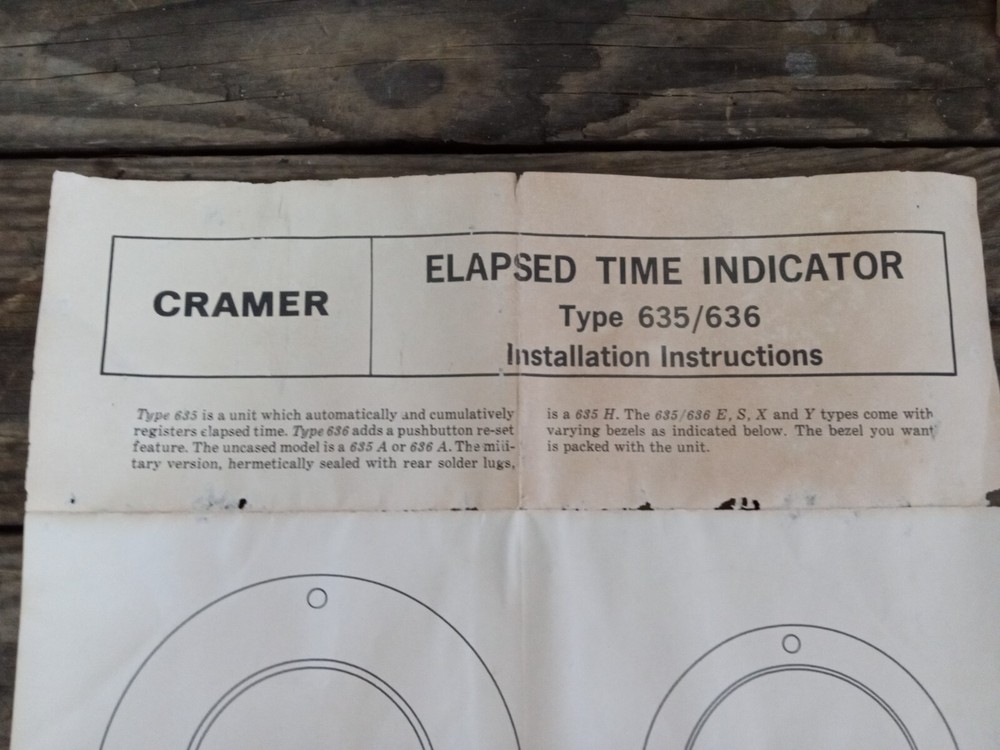 CRAMER
ELAPSED TIME INDICATOR
Type 635/636
Installation Instructions
Type 635 is a unit which automatically and cumulatively
registers elapsed time. Type 636 adds a pushbutton re-set
feature. The uncased model is a 635 A or 636 A. The mili-
tary version, hermetically sealed with rear solder lugs,
is a 635 H. The 635/636 E, S, X and Y types come with
varying bezels as indicated below. The bezel you want
is packed with the unit.